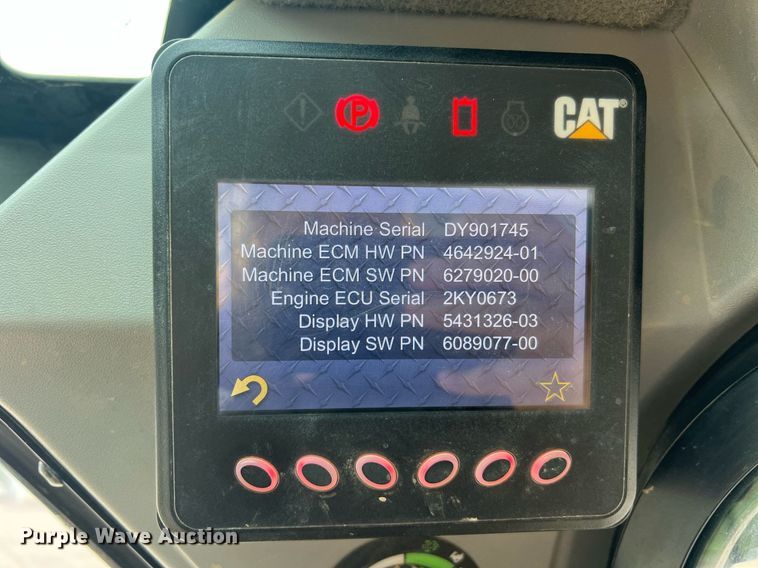 P
CAT®
Machine Serial DY901745
Machine ECM HW PN 4642924-01
Machine ECM SW PN 6279020-00
Engine ECU Serial 2KY0673
Display HW PN 5431326-03
Display SW PN 6089077-00
Purple Wave Auction